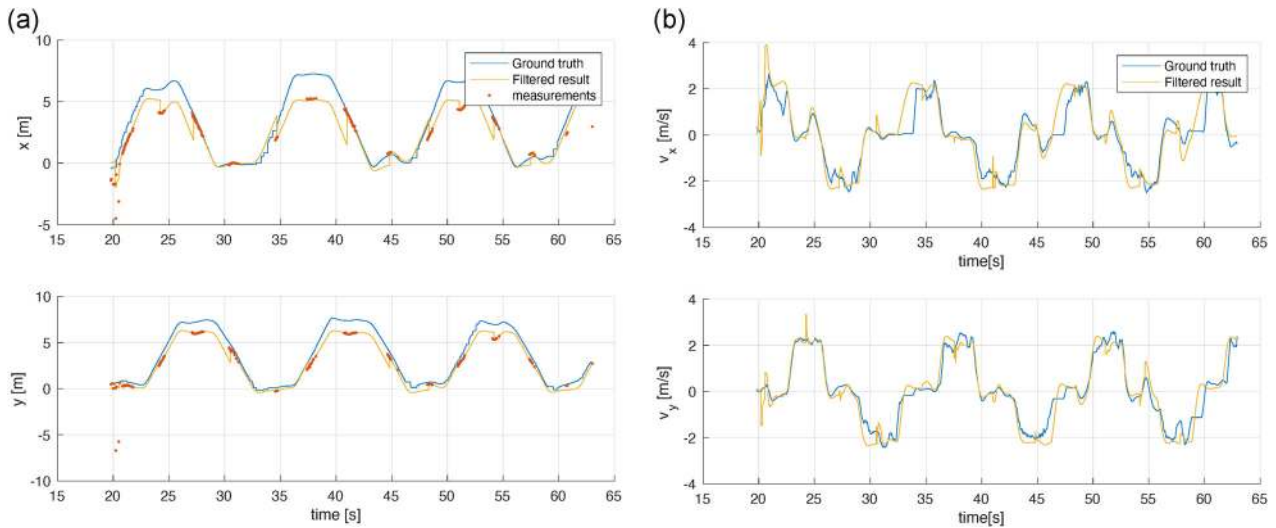 (a)
10
5
0
-5
x [m]
Ground truth
Filtered result
measurements
15 20 25 30 35 40 45 50 55 60 65
10
5
0
-5
-10
y [m]
15 20 25 30 35 40 45 50 55 60 65
time [s]
(b)
4
2
0
-2
-4
v_x [m/s]
Ground truth
Filtered result
15 20 25 30 35 40 45 50 55 60 65
time[s]
4
2
0
-2
-4
v_y [m/s]
15 20 25 30 35 40 45 50 55 60 65
time[s]